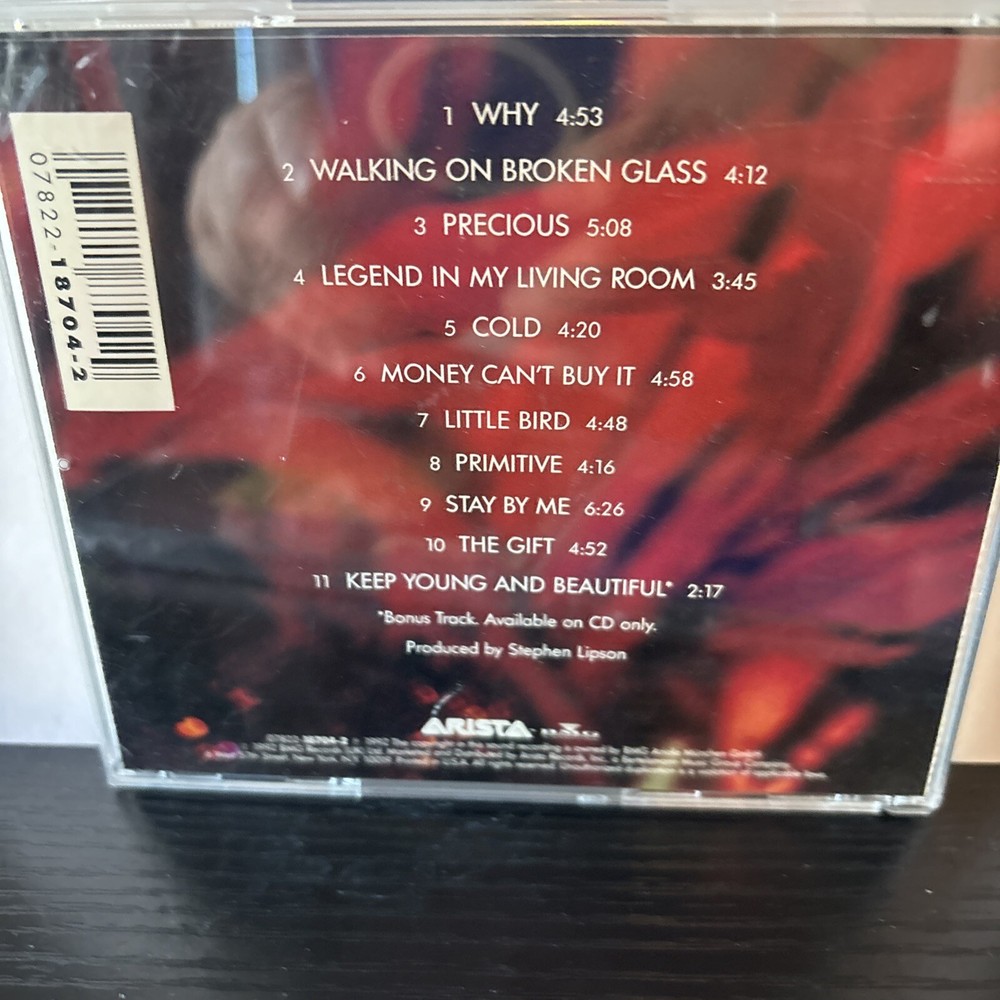 07822-18704-2
1 WHY 4:53
2 WALKING ON BROKEN GLASS 4:12
3 PRECIOUS 5:08
4 LEGEND IN MY LIVING ROOM 3:45
5 COLD 4:20
6 MONEY CAN'T BUY IT 4:58
7 LITTLE BIRD 4:48
8 PRIMITIVE 4:16
9 STAY BY ME 6:26
10 THE GIFT 4:52
11 KEEP YOUNG AND BEAUTIFUL* 2:17
*Bonus Track. Available on CD only.
Produced by Stephen Lipson
ARISTA